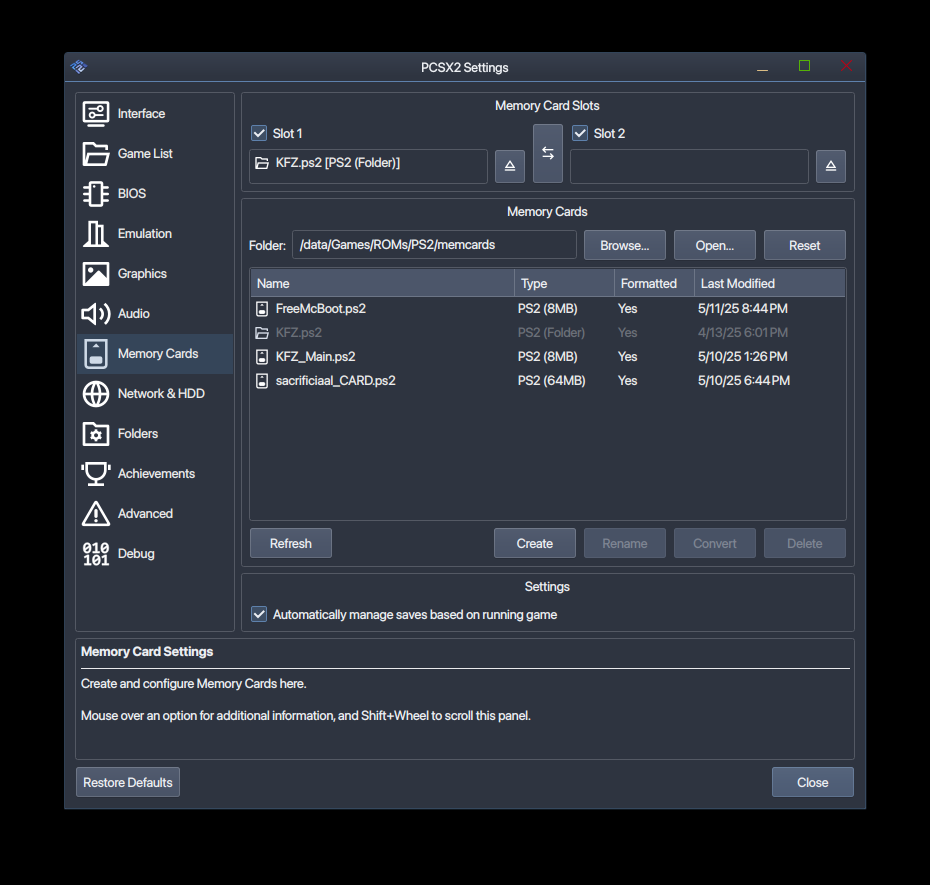 PCSX2 Settings
Interface
Game List
BIOS
Emulation
Graphics
Audio
Memory Cards
Network & HDD
Folders
Achievements
Advanced
Debug
Memory Card Slots
Slot 1
Slot 2
KFZ.ps2 [PS2 (Folder)]
Memory Cards
Folder: /data/Games/ROMs/PS2/memcards Browse... Open... Reset
Name Type Formatted Last Modified
FreeMcBoot.ps2 PS2 (8MB) Yes 5/11/25 8:44 PM
KFZ.ps2 PS2 (Folder) Yes 4/13/25 6:01 PM
KFZ_Main.ps2 PS2 (8MB) Yes 5/10/25 1:26 PM
sacrificiaal_CARD.ps2 PS2 (64MB) Yes 5/10/25 6:44 PM
Refresh Create Rename Convert Delete
Settings
Automatically manage saves based on running game
Memory Card Settings
Create and configure Memory Cards here.
Mouse over an option for additional information, and Shift+Wheel to scroll this panel.
Restore Defaults Close